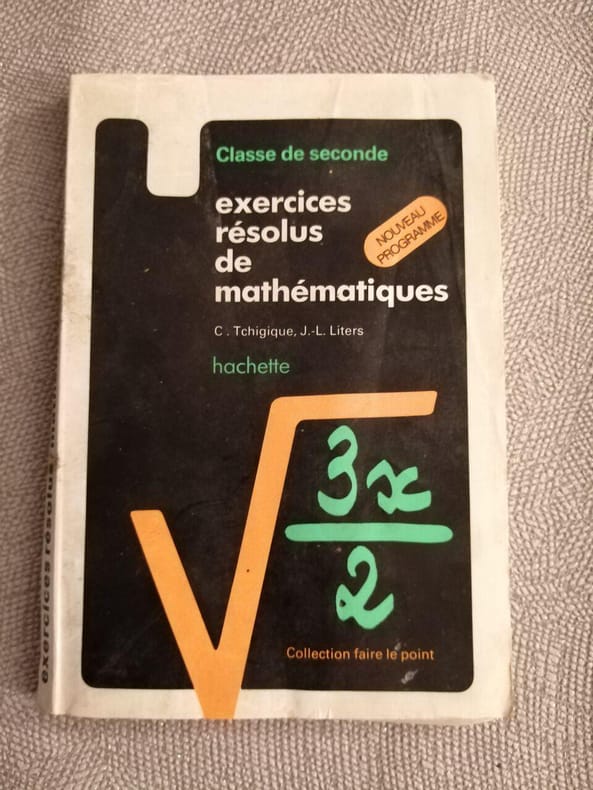 Classe de seconde
exercices
résolus
de
mathématiques
NOUVEAU
PROGRAMME
C. Tchigique, J.-L. Liters
hachette
3x
2
Collection faire le point
exercices résolus